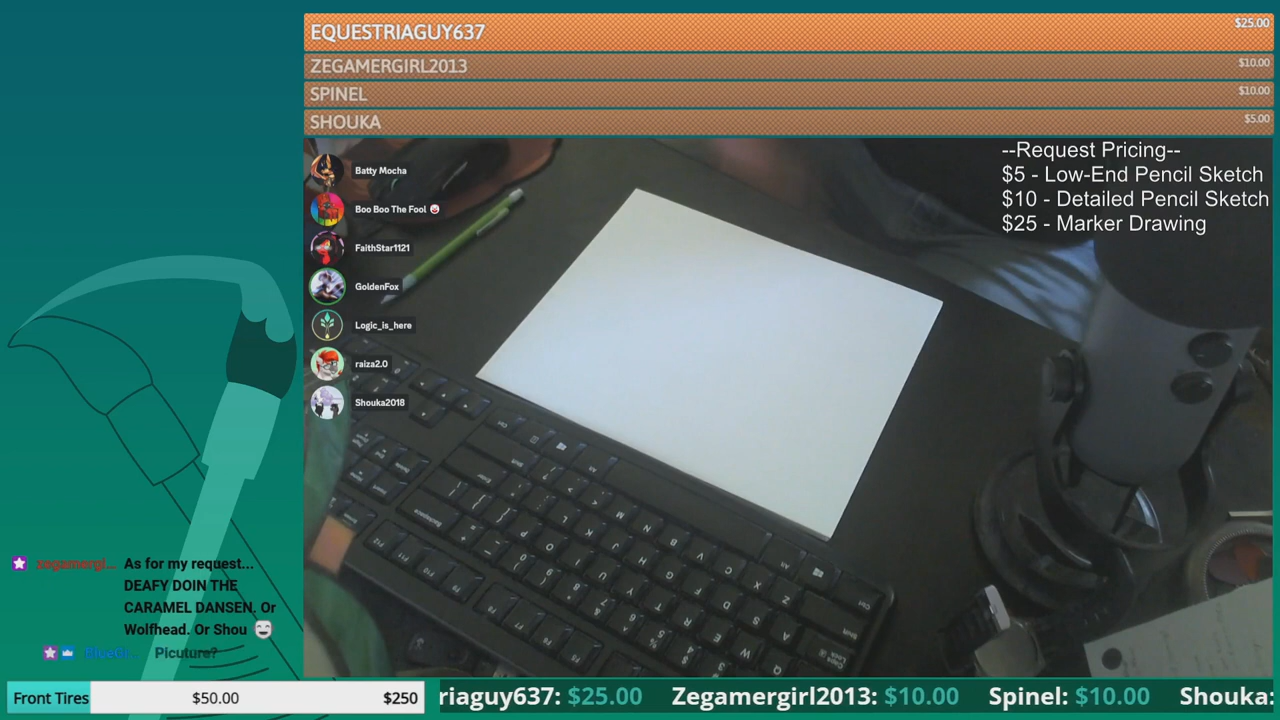 EQUESTRIAGUY637 $25.00
ZEGAMERGIRL2013 $10.00
SPINEL $10.00
SHOUKA $5.00
--Request Pricing--
$5 - Low-End Pencil Sketch
$10 - Detailed Pencil Sketch
$25 - Marker Drawing
Batty Mocha
Boo Boo The Fool 🤡
FaithStar1121
GoldenFox
Logic_is_here
raiza2.0
Shouka2018
zegamergi... As for my request...
DEAFY DOIN THE
CARAMEL DANSEN. Or
Wolfhead. Or Shou
Picuture?
Front Tires $50.00 $250
riaguy637: $25.00 Zegamergirl2013: $10.00 Spinel: $10.00 Shouka: